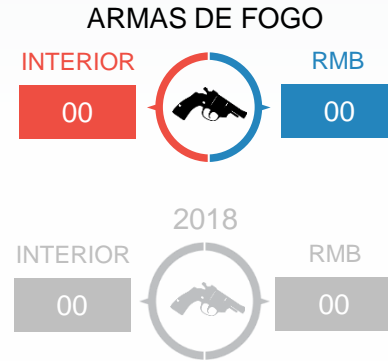 ARMAS DE FOGO
INTERIOR RMB
00 00
2018
INTERIOR RMB
00 00